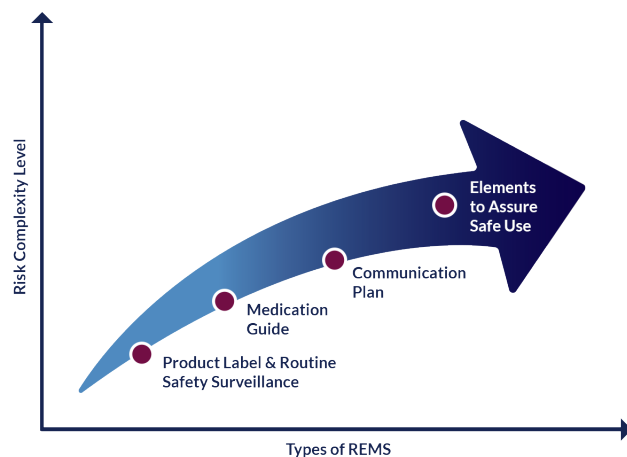 Risk Complexity Level
Elements
to Assure
Safe Use
Communication
Plan
Medication
Guide
Product Label & Routine
Safety Surveillance
Types of REMS